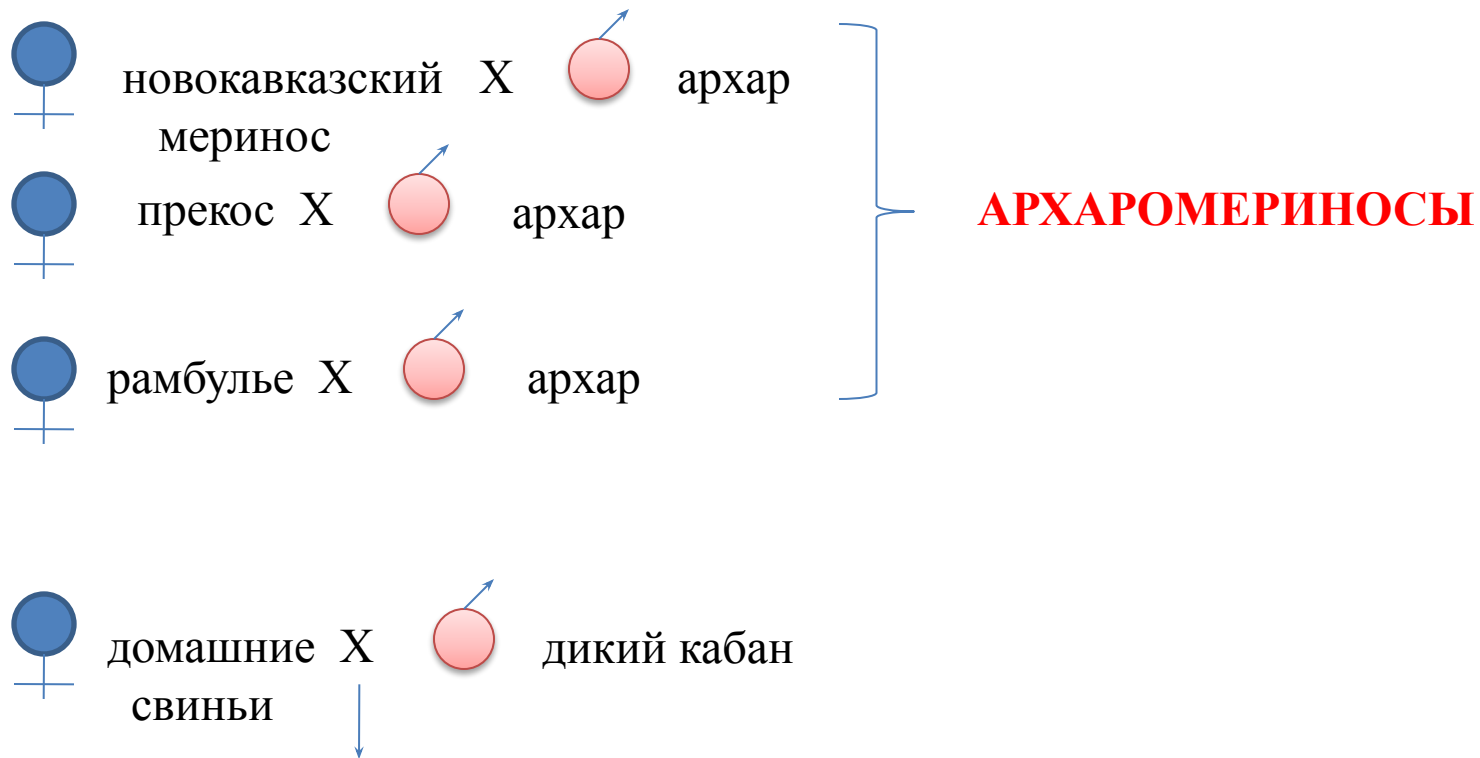 новокавказский Х архар
меринос
прекос Х архар
АРХАРОМЕРИНОСЫ
рамбулье Х архар
домашние Х дикий кабан
свиньи